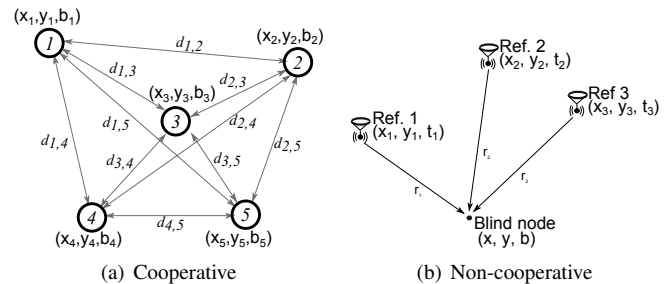 (x1,y1,b1)
1
d1,2
(x2,y2,b2)
2
d1,3
d2,3
(x3,y3,b3)
3
d1,4
d1,5
d2,4
d2,5
d3,4
d3,5
4
d4,5
5
(x4,y4,b4)
(x5,y5,b5)
(a) Cooperative
Ref. 2
(x2, y2, t2)
Ref 3
(x3, y3, t3)
Ref. 1
(x1, y1, t1)
r1
r2
r3
Blind node
(x, y, b)
(b) Non-cooperative